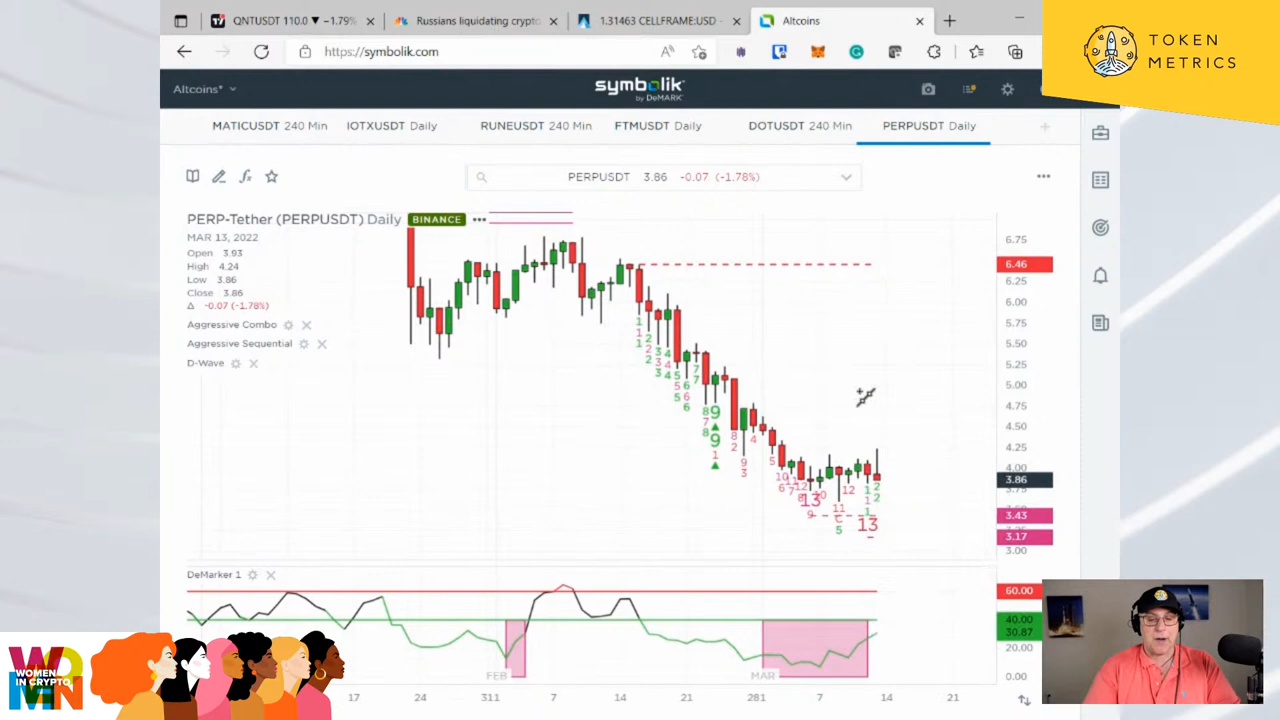 QNTUSDT 110.0 ▼ −1.79%
Russians liquidating crypto
1.31463 CELLFRAME:USD -
Altcoins
https://symbolik.com
TOKEN
METRICS
Altcoins*
symbolik
by DeMARK
MATICUSDT 240 Min
IOTXUSDT Daily
RUNEUSDT 240 Min
FTMUSDT Daily
DOTUSDT 240 Min
PERPUSDT Daily
PERPUSDT 3.86 -0.07 (-1.78%)
PERP-Tether (PERPUSDT) Daily BINANCE
MAR 13, 2022
Open 3.93
High 4.24
Low 3.86
Close 3.86
Δ -0.07 (-1.78%)
Aggressive Combo
Aggressive Sequential
D-Wave
6.75
6.46
6.25
6.00
5.75
5.50
5.25
5.00
4.75
4.50
4.25
4.00
3.86
3.75
3.43
3.17
3.00
DeMarker 1
60.00
40.00
30.87
20.00
0.00
FEB
MAR
17 24 311 7 14 21 281 7 14 21
WOMEN
WOMEN
IN CRYPTO